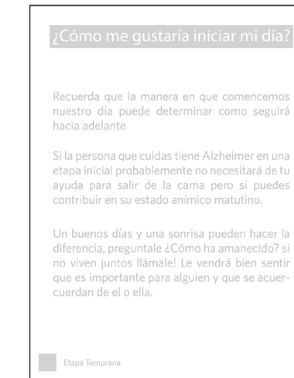 ¿Cómo me gustaría iniciar mi día?
Recuerda que la manera en que comencemos
nuestro día puede determinar como seguirá
hacia adelante
Si la persona que cuidas tiene Alzheimer en una
etapa inicial probablemente no necesitará de tu
ayuda para salir de la cama pero si puedes
contribuir en su estado anímico matutino.
Un buenos días y una sonrisa pueden hacer la
diferencia, preguntale ¿Cómo ha amanecido? si
no viven juntos llámale! Le vendrá bien sentir
que es importante para alguien y que se acuer-
cuerdan de el o ella.
Etapa Temprana